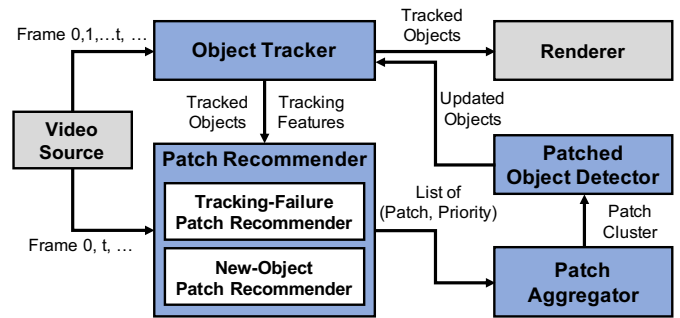 Frame 0,1,…t, …
Object Tracker
Tracked
Objects
Renderer
Tracked
Objects
Tracking
Features
Updated
Objects
Video
Source
Patch Recommender
Tracking-Failure
Patch Recommender
New-Object
Patch Recommender
List of
(Patch, Priority)
Patched
Object Detector
Patch
Cluster
Frame 0, t, …
Patch
Aggregator